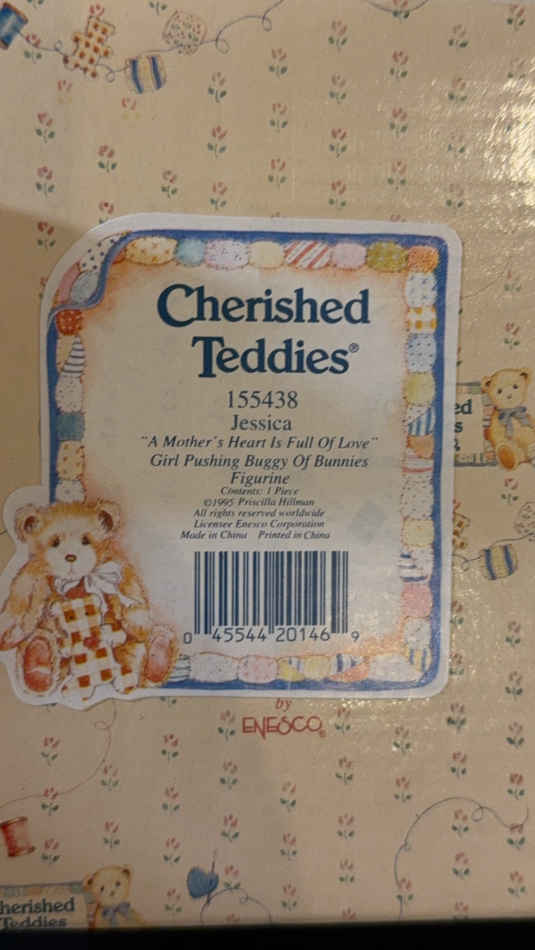 Cherished
Teddies®
155438
Jessica
"A Mother's Heart Is Full Of Love"
Girl Pushing Buggy Of Bunnies
Figurine
Contents: 1 Piece
©1995 Priscilla Hillman
All rights reserved worldwide
Licensee Enesco Corporation
Made in China Printed in China
0 45544 20146 9
by
ENESCO®
herished
Teddies